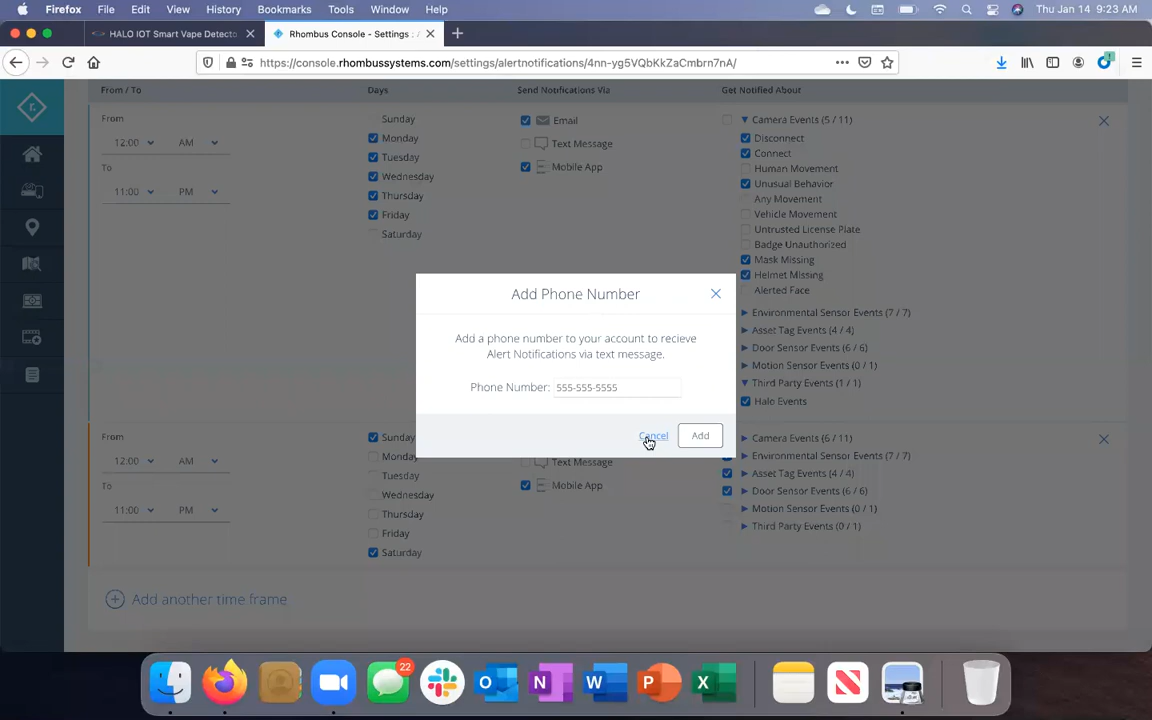 Firefox File Edit View History Bookmarks Tools Window Help Thu Jan 14 9:23 AM
HALO IOT Smart Vape Detecto Rhombus Console - Settings : A
https://console.rhombussystems.com/settings/alertnotifications/4nn-yg5VQbKkZaCmbrn7nA/
From / To Days Send Notifications Via Get Notified About
From
12:00 AM
To
11:00 PM
Sunday
Monday
Tuesday
Wednesday
Thursday
Friday
Saturday
Email
Text Message
Mobile App
Camera Events (5 / 11)
Disconnect
Connect
Human Movement
Unusual Behavior
Any Movement
Vehicle Movement
Untrusted License Plate
Badge Unauthorized
Mask Missing
Helmet Missing
Alerted Face
Environmental Sensor Events (7 / 7)
Asset Tag Events (4 / 4)
Door Sensor Events (6 / 6)
Motion Sensor Events (0 / 1)
Third Party Events (1 / 1)
Halo Events
Add Phone Number
Add a phone number to your account to recieve
Alert Notifications via text message.
Phone Number: 555-555-5555
Cancel Add
From
12:00 AM
To
11:00 PM
Sunday
Monday
Tuesday
Wednesday
Thursday
Friday
Saturday
Text Message
Mobile App
Camera Events (6 / 11)
Environmental Sensor Events (7 / 7)
Asset Tag Events (4 / 4)
Door Sensor Events (6 / 6)
Motion Sensor Events (0 / 1)
Third Party Events (0 / 1)
Add another time frame
22